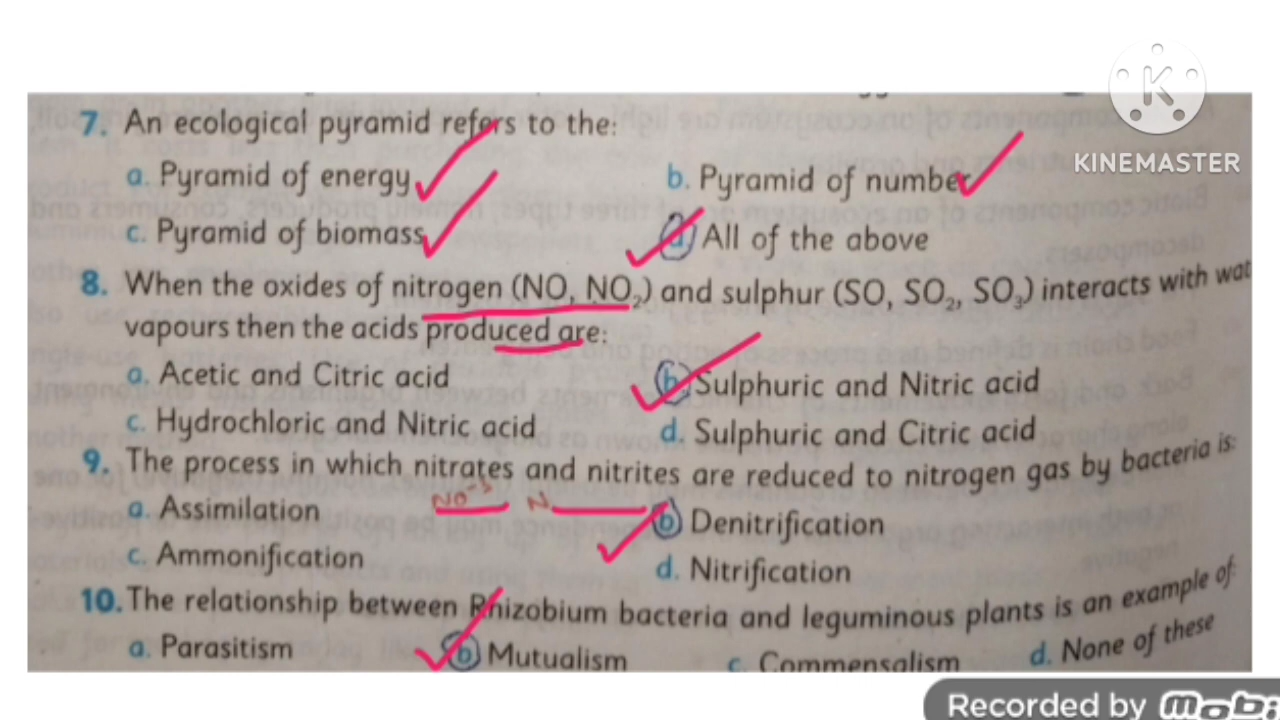 KINEMASTER
7. An ecological pyramid refers to the:
a. Pyramid of energy b. Pyramid of number
c. Pyramid of biomass d. All of the above
8. When the oxides of nitrogen (NO, NO₂) and sulphur (SO, SO₂, SO₃) interacts with wat
vapours then the acids produced are:
a. Acetic and Citric acid b. Sulphuric and Nitric acid
c. Hydrochloric and Nitric acid d. Sulphuric and Citric acid
9. The process in which nitrates and nitrites are reduced to nitrogen gas by bacteria is:
a. Assimilation b. Denitrification
c. Ammonification d. Nitrification
10. The relationship between Rhizobium bacteria and leguminous plants is an example of:
a. Parasitism b. Mutualism c. Commensalism d. None of these
Recorded by Mobi